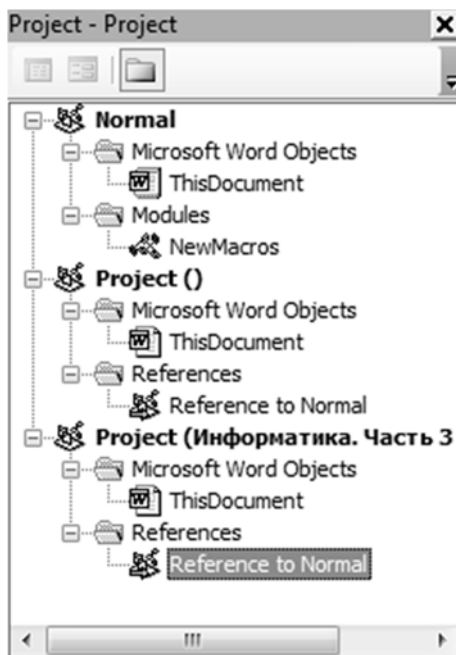 Project - Project
Normal
Microsoft Word Objects
ThisDocument
Modules
NewMacros
Project ()
Microsoft Word Objects
ThisDocument
References
Reference to Normal
Project (Информатика. Часть 3
Microsoft Word Objects
ThisDocument
References
Reference to Normal